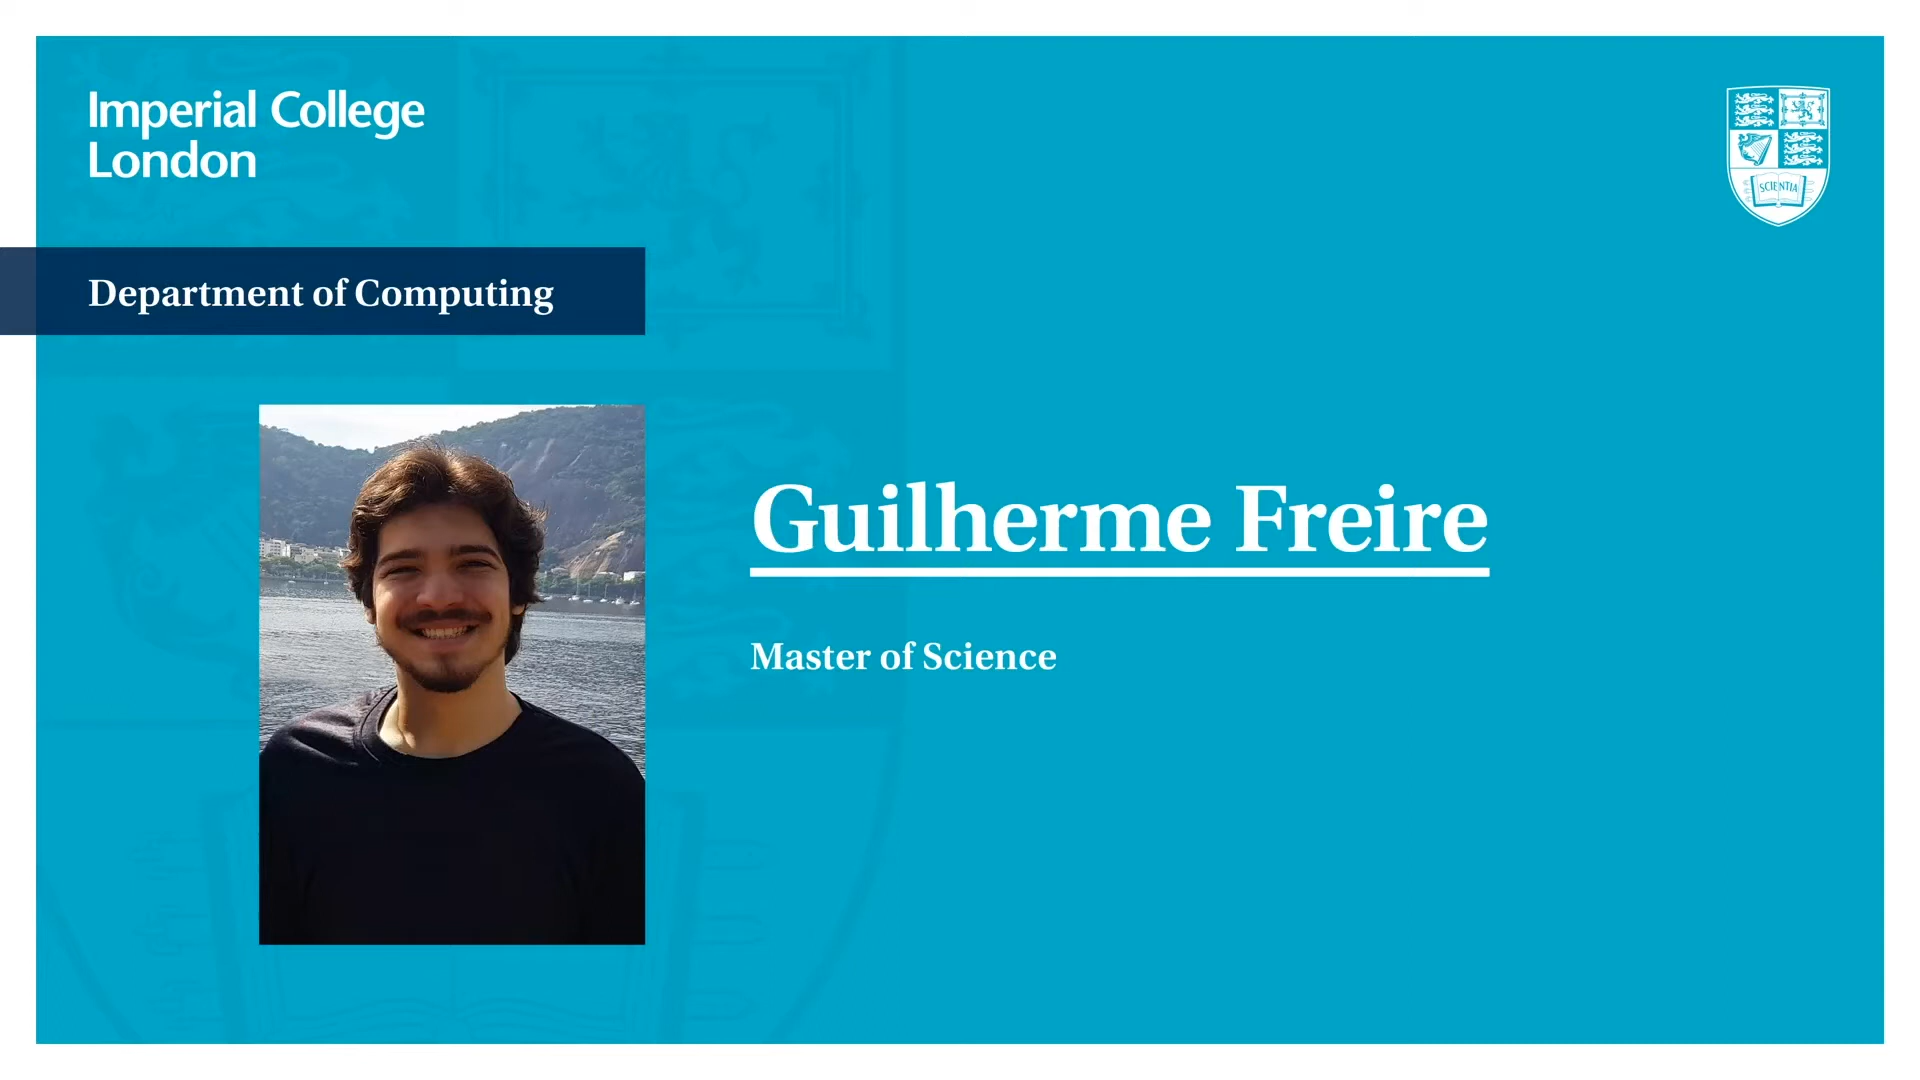 Imperial College
London
SCIENTIA
Department of Computing
Guilherme Freire
Master of Science